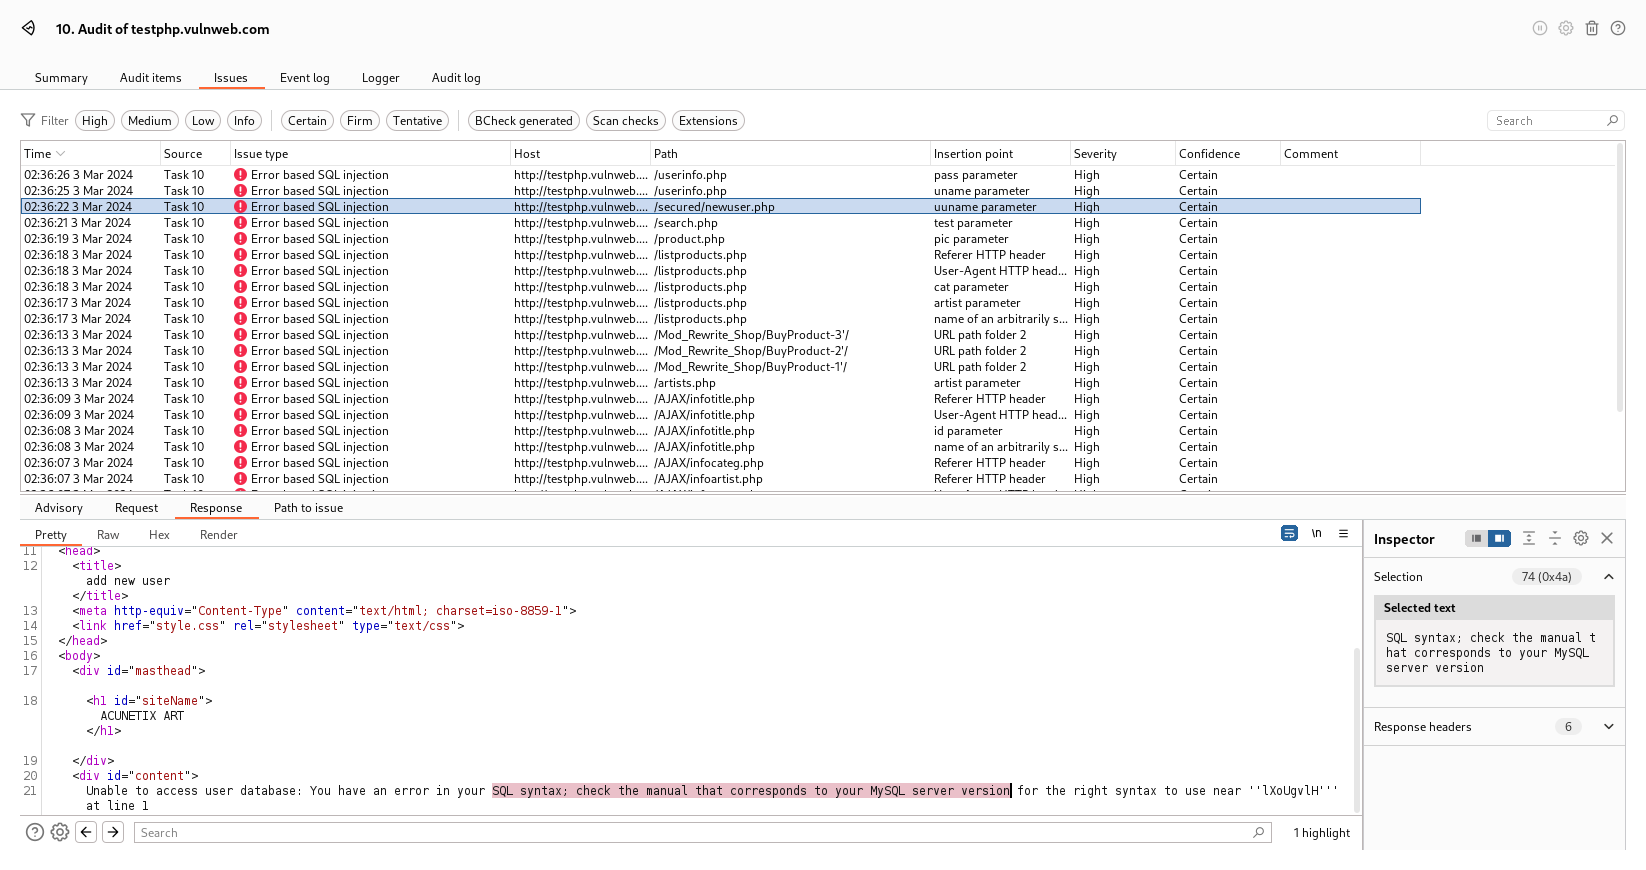 10. Audit of testphp.vulnweb.com
Summary Audit items Issues Event log Logger Audit log
Filter High Medium Low Info Certain Firm Tentative BCheck generated Scan checks Extensions Search
Time Source Issue type Host Path Insertion point Severity Confidence Comment
02:36:26 3 Mar 2024 Task 10 Error based SQL injection http://testphp.vulnweb.... /userinfo.php pass parameter High Certain
02:36:25 3 Mar 2024 Task 10 Error based SQL injection http://testphp.vulnweb.... /userinfo.php uname parameter High Certain
02:36:22 3 Mar 2024 Task 10 Error based SQL injection http://testphp.vulnweb.... /secured/newuser.php uuname parameter High Certain
02:36:21 3 Mar 2024 Task 10 Error based SQL injection http://testphp.vulnweb.... /search.php test parameter High Certain
02:36:19 3 Mar 2024 Task 10 Error based SQL injection http://testphp.vulnweb.... /product.php pic parameter High Certain
02:36:18 3 Mar 2024 Task 10 Error based SQL injection http://testphp.vulnweb.... /listproducts.php Referer HTTP header High Certain
02:36:18 3 Mar 2024 Task 10 Error based SQL injection http://testphp.vulnweb.... /listproducts.php User-Agent HTTP head... High Certain
02:36:18 3 Mar 2024 Task 10 Error based SQL injection http://testphp.vulnweb.... /listproducts.php cat parameter High Certain
02:36:17 3 Mar 2024 Task 10 Error based SQL injection http://testphp.vulnweb.... /listproducts.php artist parameter High Certain
02:36:17 3 Mar 2024 Task 10 Error based SQL injection http://testphp.vulnweb.... /listproducts.php name of an arbitrarily s... High Certain
02:36:13 3 Mar 2024 Task 10 Error based SQL injection http://testphp.vulnweb.... /Mod_Rewrite_Shop/BuyProduct-3'/ URL path folder 2 High Certain
02:36:13 3 Mar 2024 Task 10 Error based SQL injection http://testphp.vulnweb.... /Mod_Rewrite_Shop/BuyProduct-2'/ URL path folder 2 High Certain
02:36:13 3 Mar 2024 Task 10 Error based SQL injection http://testphp.vulnweb.... /Mod_Rewrite_Shop/BuyProduct-1'/ URL path folder 2 High Certain
02:36:13 3 Mar 2024 Task 10 Error based SQL injection http://testphp.vulnweb.... /artists.php artist parameter High Certain
02:36:09 3 Mar 2024 Task 10 Error based SQL injection http://testphp.vulnweb.... /AJAX/infotitle.php Referer HTTP header High Certain
02:36:09 3 Mar 2024 Task 10 Error based SQL injection http://testphp.vulnweb.... /AJAX/infotitle.php User-Agent HTTP head... High Certain
02:36:08 3 Mar 2024 Task 10 Error based SQL injection http://testphp.vulnweb.... /AJAX/infotitle.php id parameter High Certain
02:36:08 3 Mar 2024 Task 10 Error based SQL injection http://testphp.vulnweb.... /AJAX/infotitle.php name of an arbitrarily s... High Certain
02:36:07 3 Mar 2024 Task 10 Error based SQL injection http://testphp.vulnweb.... /AJAX/infocateg.php Referer HTTP header High Certain
02:36:07 3 Mar 2024 Task 10 Error based SQL injection http://testphp.vulnweb.... /AJAX/infoartist.php Referer HTTP header High Certain
Advisory Request Response Path to issue
Pretty Raw Hex Render \n
11 <head>
12 <title>
add new user
</title>
13 <meta http-equiv="Content-Type" content="text/html; charset=iso-8859-1">
14 <link href="style.css" rel="stylesheet" type="text/css">
15 </head>
16 <body>
17 <div id="masthead">
18 <h1 id="siteName">
ACUNETIX ART
</h1>
19 </div>
20 <div id="content">
21 Unable to access user database: You have an error in your SQL syntax; check the manual that corresponds to your MySQL server version for the right syntax to use near ''lXoUgvlH'''
at line 1
Search 1 highlight
Inspector
Selection 74 (0x4a)
Selected text
SQL syntax; check the manual t
hat corresponds to your MySQL
server version
Response headers 6